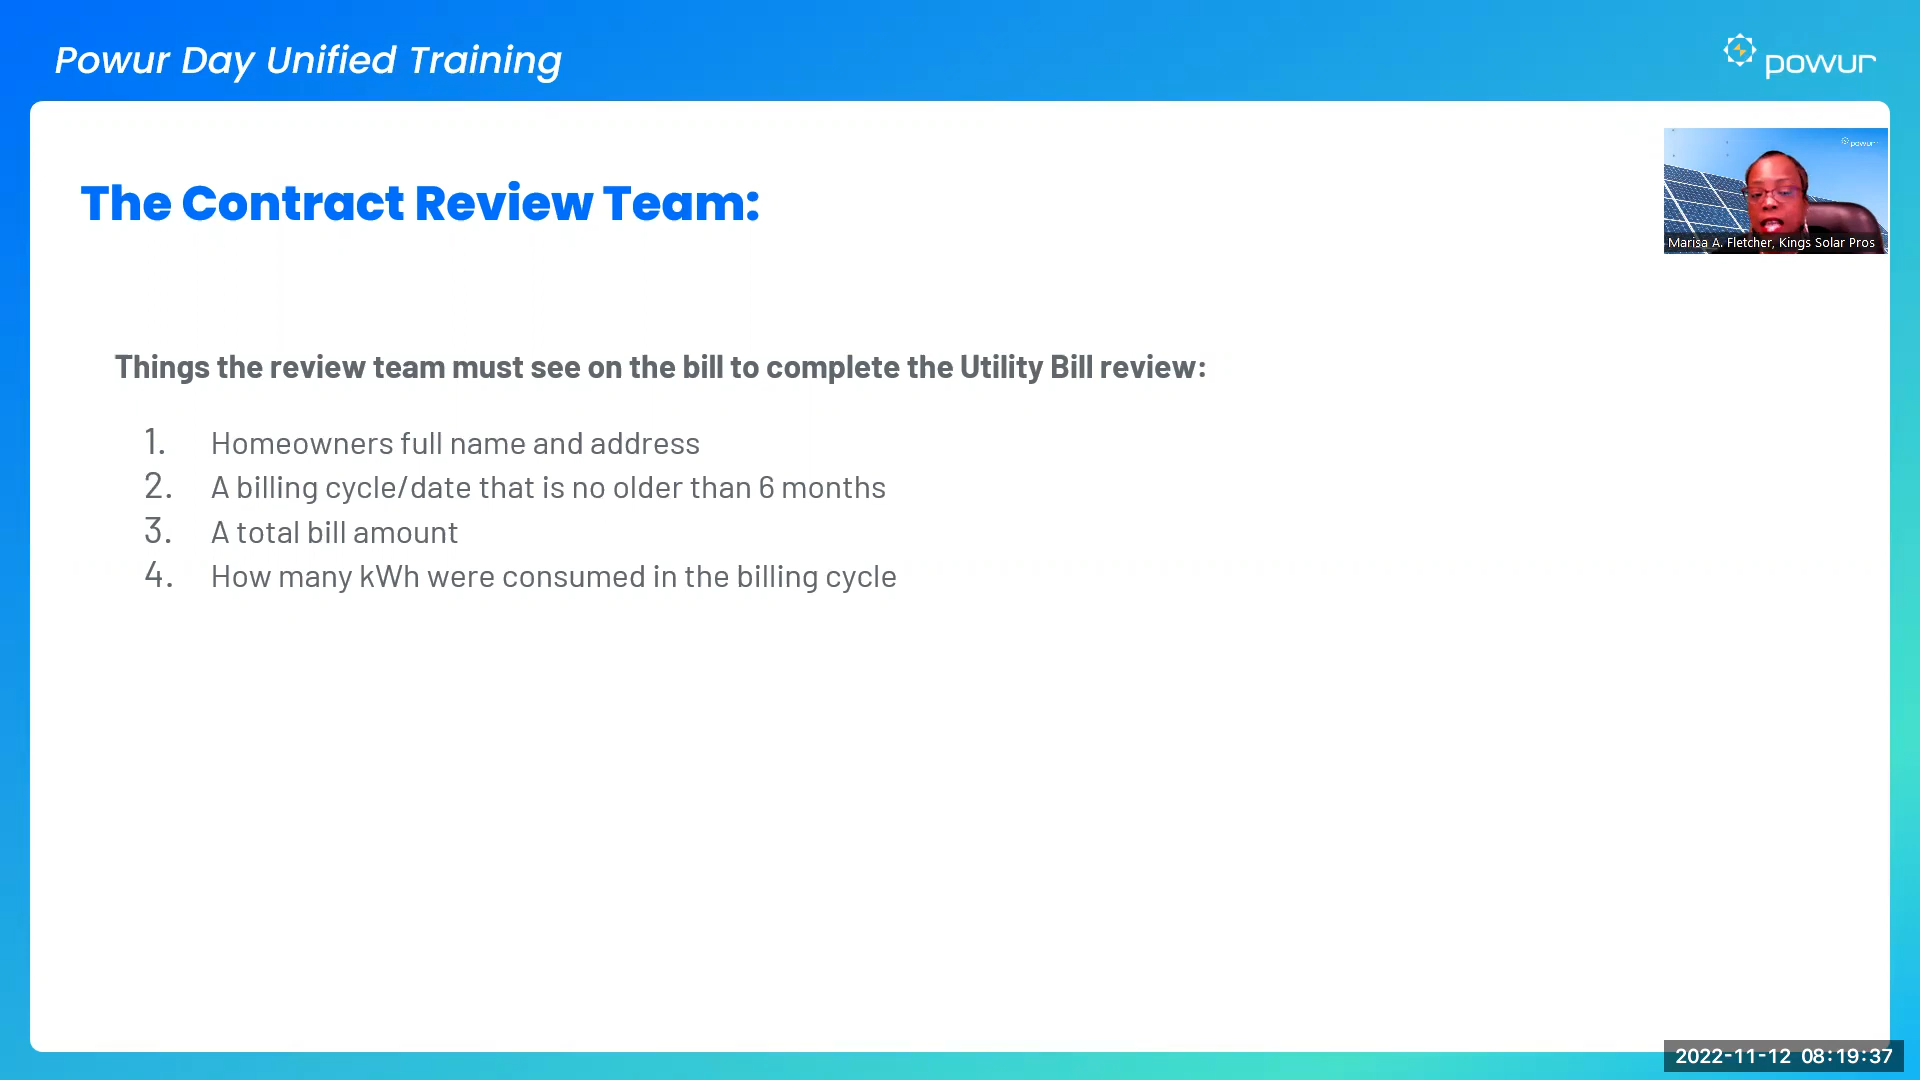 Powur Day Unified Training
powur
The Contract Review Team:
powur
Marisa A. Fletcher, Kings Solar Pros
Things the review team must see on the bill to complete the Utility Bill review:
1. Homeowners full name and address
2. A billing cycle/date that is no older than 6 months
3. A total bill amount
4. How many kWh were consumed in the billing cycle
2022-11-12 08:19:37